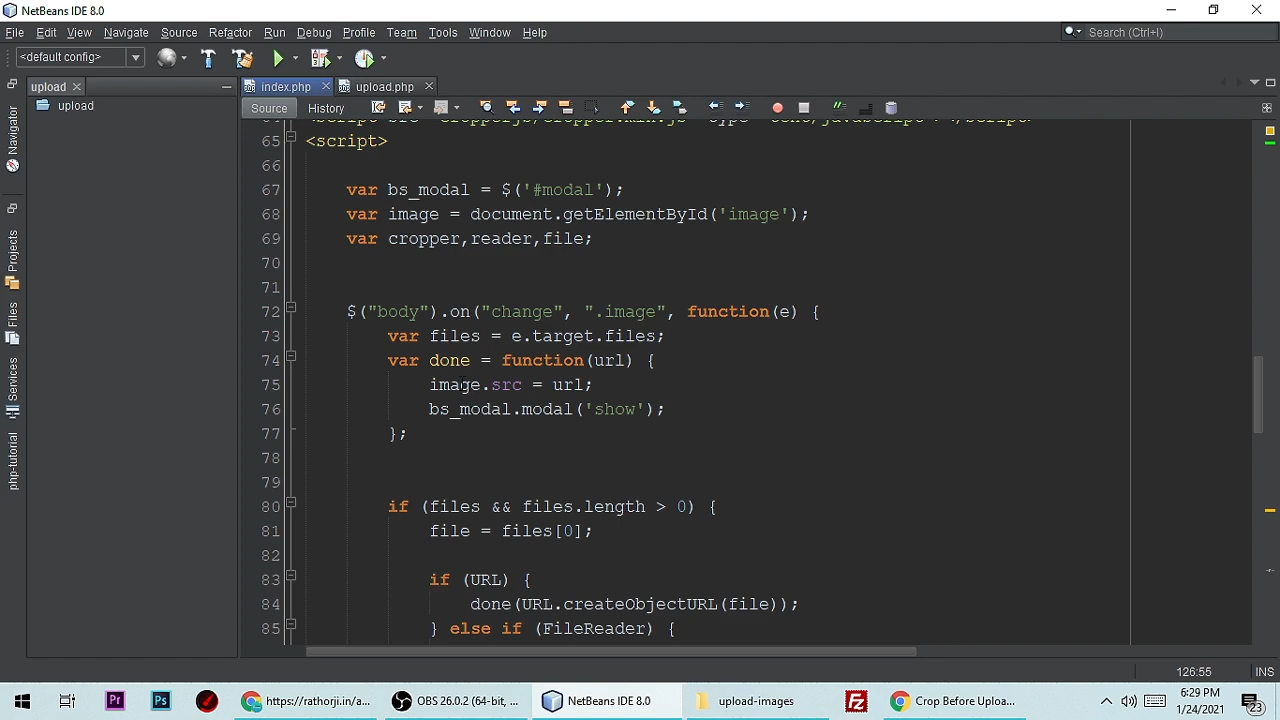 NetBeans IDE 8.0
File Edit View Navigate Source Refactor Run Debug Profile Team Tools Window Help
Search (Ctrl+I)
<default config>
upload
index.php
upload.php
upload
Source History
Navigator
Projects
Files
Services
php-tutorial
65 <script>
66
67 var bs_modal = $('#modal');
68 var image = document.getElementById('image');
69 var cropper,reader,file;
70
71
72 $("body").on("change", ".image", function(e) {
73 var files = e.target.files;
74 var done = function(url) {
75 image.src = url;
76 bs_modal.modal('show');
77 };
78
79
80 if (files && files.length > 0) {
81 file = files[0];
82
83 if (URL) {
84 done(URL.createObjectURL(file));
85 } else if (FileReader) {
126:55 INS
https://rathorji.in/a...
OBS 26.1.2 (64-bit, ...
NetBeans IDE 8.0
upload-images
Crop Before Uploa...
6:29 PM
1/24/2021
23